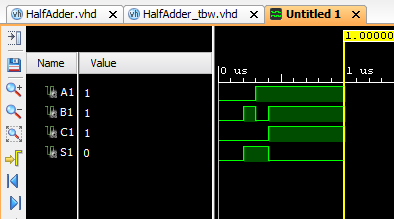 HalfAdder.vhd HalfAdder_tbw.vhd Untitled 1
1.00000
Name Value 0 us 1 us
A1 1
B1 1
C1 1
S1 0